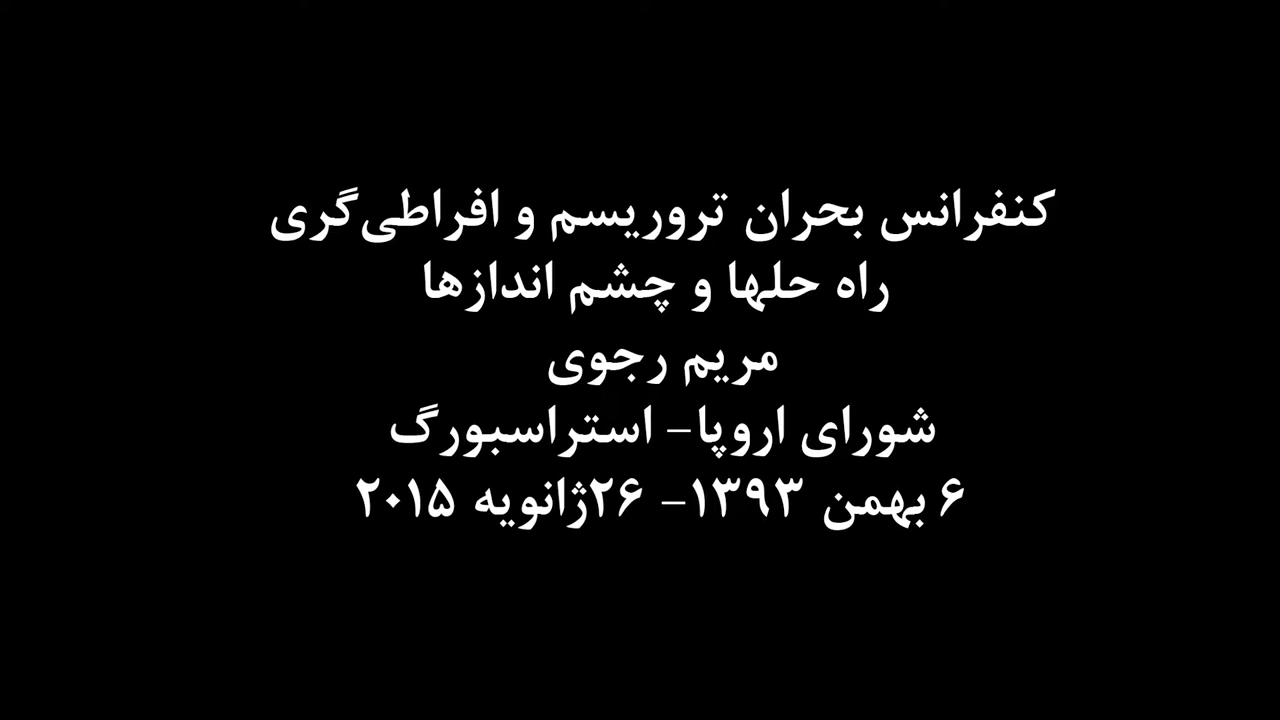 کنفرانس بحران تروریسم و افراطی‌گری
راه حلها و چشم اندازها
مریم رجوی
شورای اروپا– استراسبورگ
۶ بهمن ۱۳۹۳– ۲۶ژانویه ۲۰۱۵